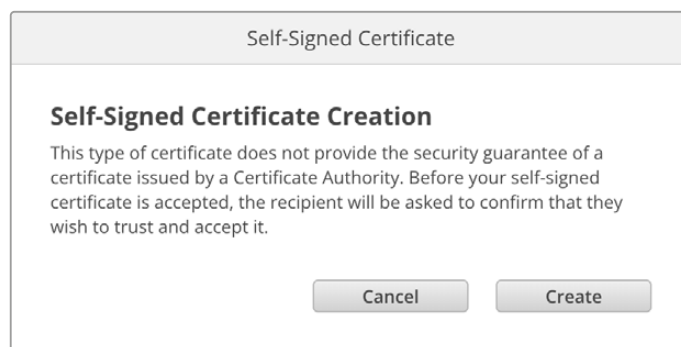 Self-Signed Certificate
Self-Signed Certificate Creation
This type of certificate does not provide the security guarantee of a
certificate issued by a Certificate Authority. Before your self-signed
certificate is accepted, the recipient will be asked to confirm that they
wish to trust and accept it.
Cancel
Create